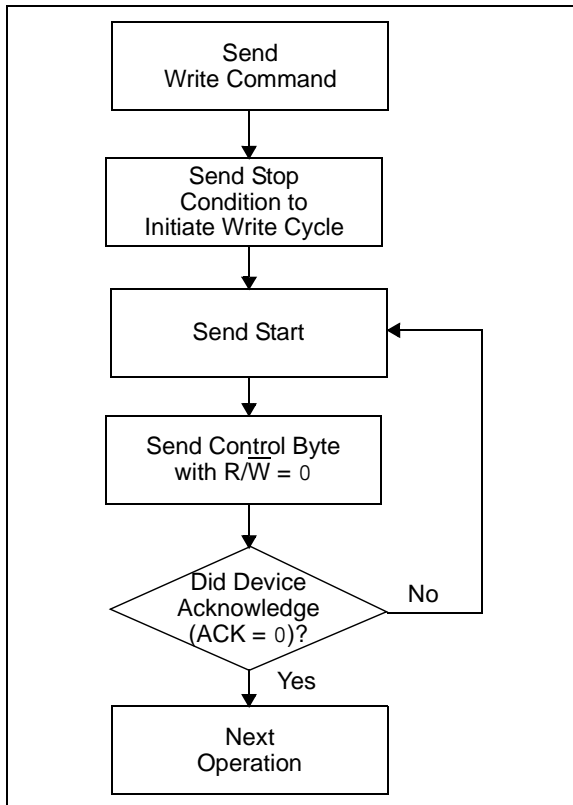 Send
Write Command
Send Stop
Condition to
Initiate Write Cycle
Send Start
Send Control Byte
with R/W̅ = 0
Did Device
Acknowledge
(ACK = 0)?
No
Yes
Next
Operation